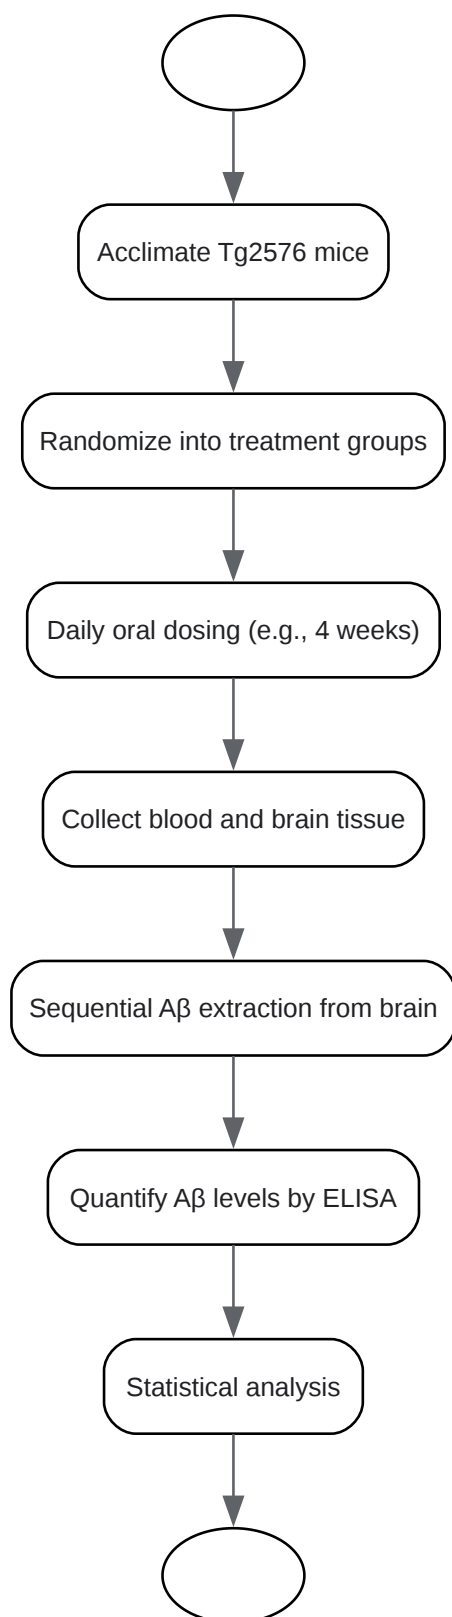 Acclimate Tg2576 mice
Randomize into treatment groups
Daily oral dosing (e.g., 4 weeks)
Collect blood and brain tissue
Sequential Aβ extraction from brain
Quantify Aβ levels by ELISA
Statistical analysis